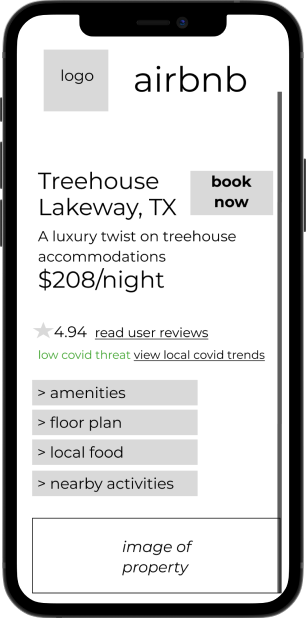 logo
airbnb
Treehouse
Lakeway, TX
book
now
A luxury twist on treehouse
accommodations
$208/night
4.94 read user reviews
low covid threat view local covid trends
> amenities
> floor plan
> local food
> nearby activities
image of
property